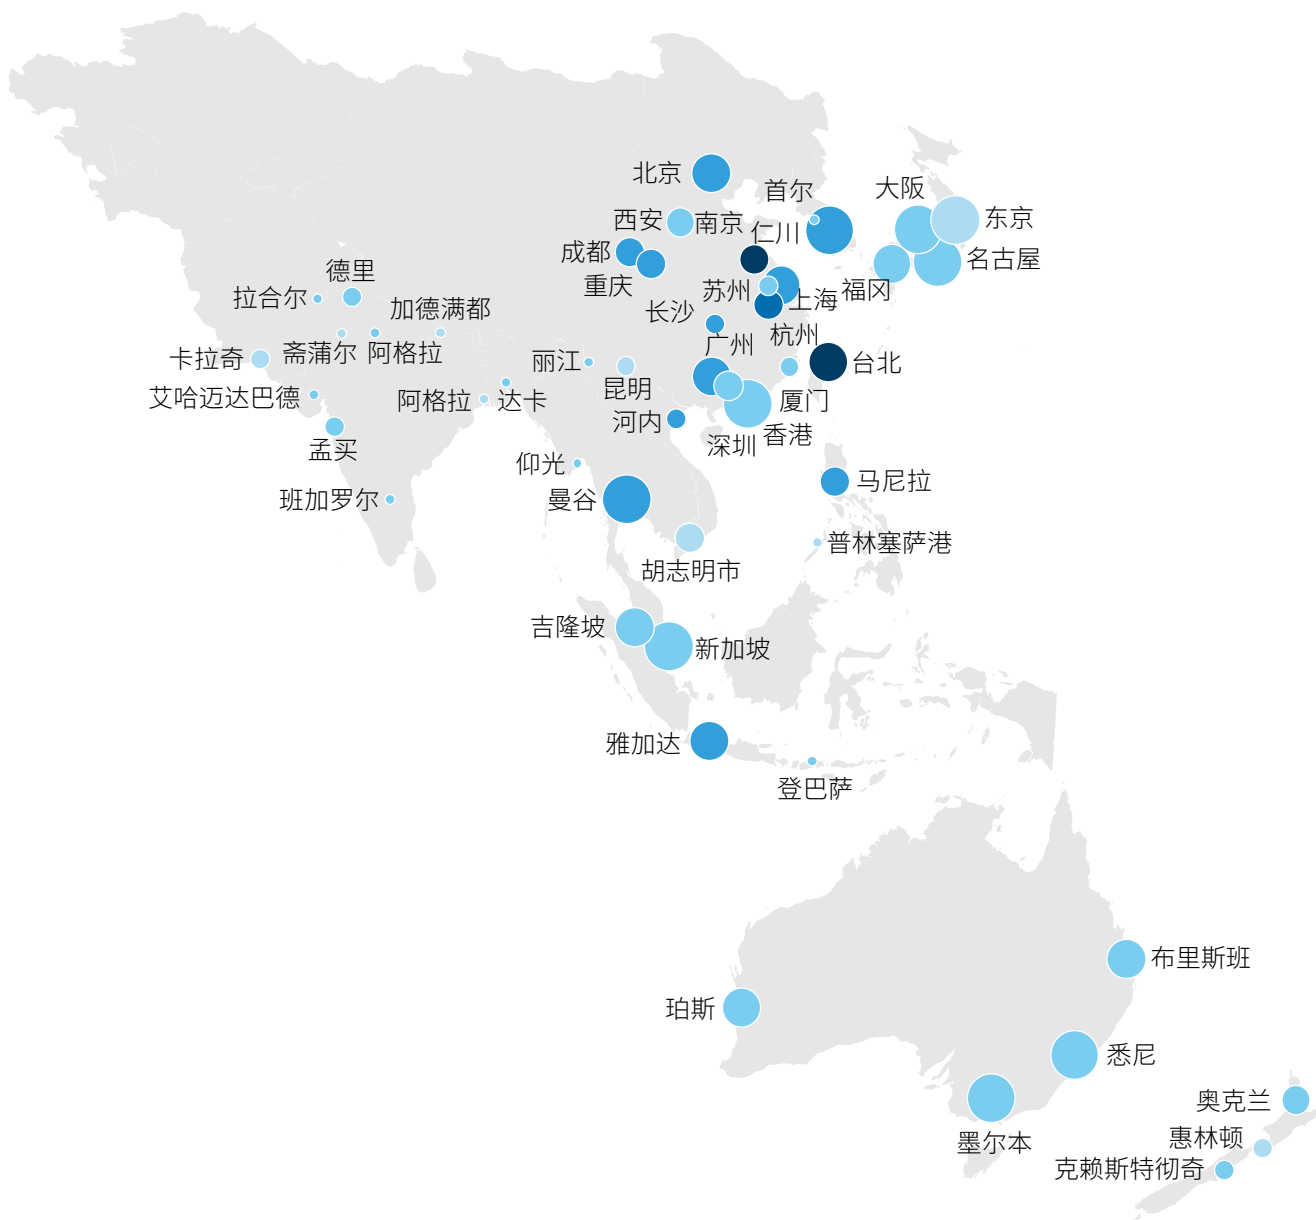 北京
首尔
大阪
西安
南京
仁川
东京
成都
名古屋
德里
重庆
苏州
上海
福冈
拉合尔
加德满都
长沙
杭州
广州
卡拉奇
斋蒲尔
阿格拉
丽江
台北
昆明
艾哈迈达巴德
阿格拉
达卡
厦门
河内
香港
深圳
孟买
仰光
马尼拉
班加罗尔
曼谷
普林塞萨港
胡志明市
吉隆坡
新加坡
雅加达
登巴萨
布里斯班
珀斯
悉尼
奥克兰
惠林顿
墨尔本
克赖斯特彻奇